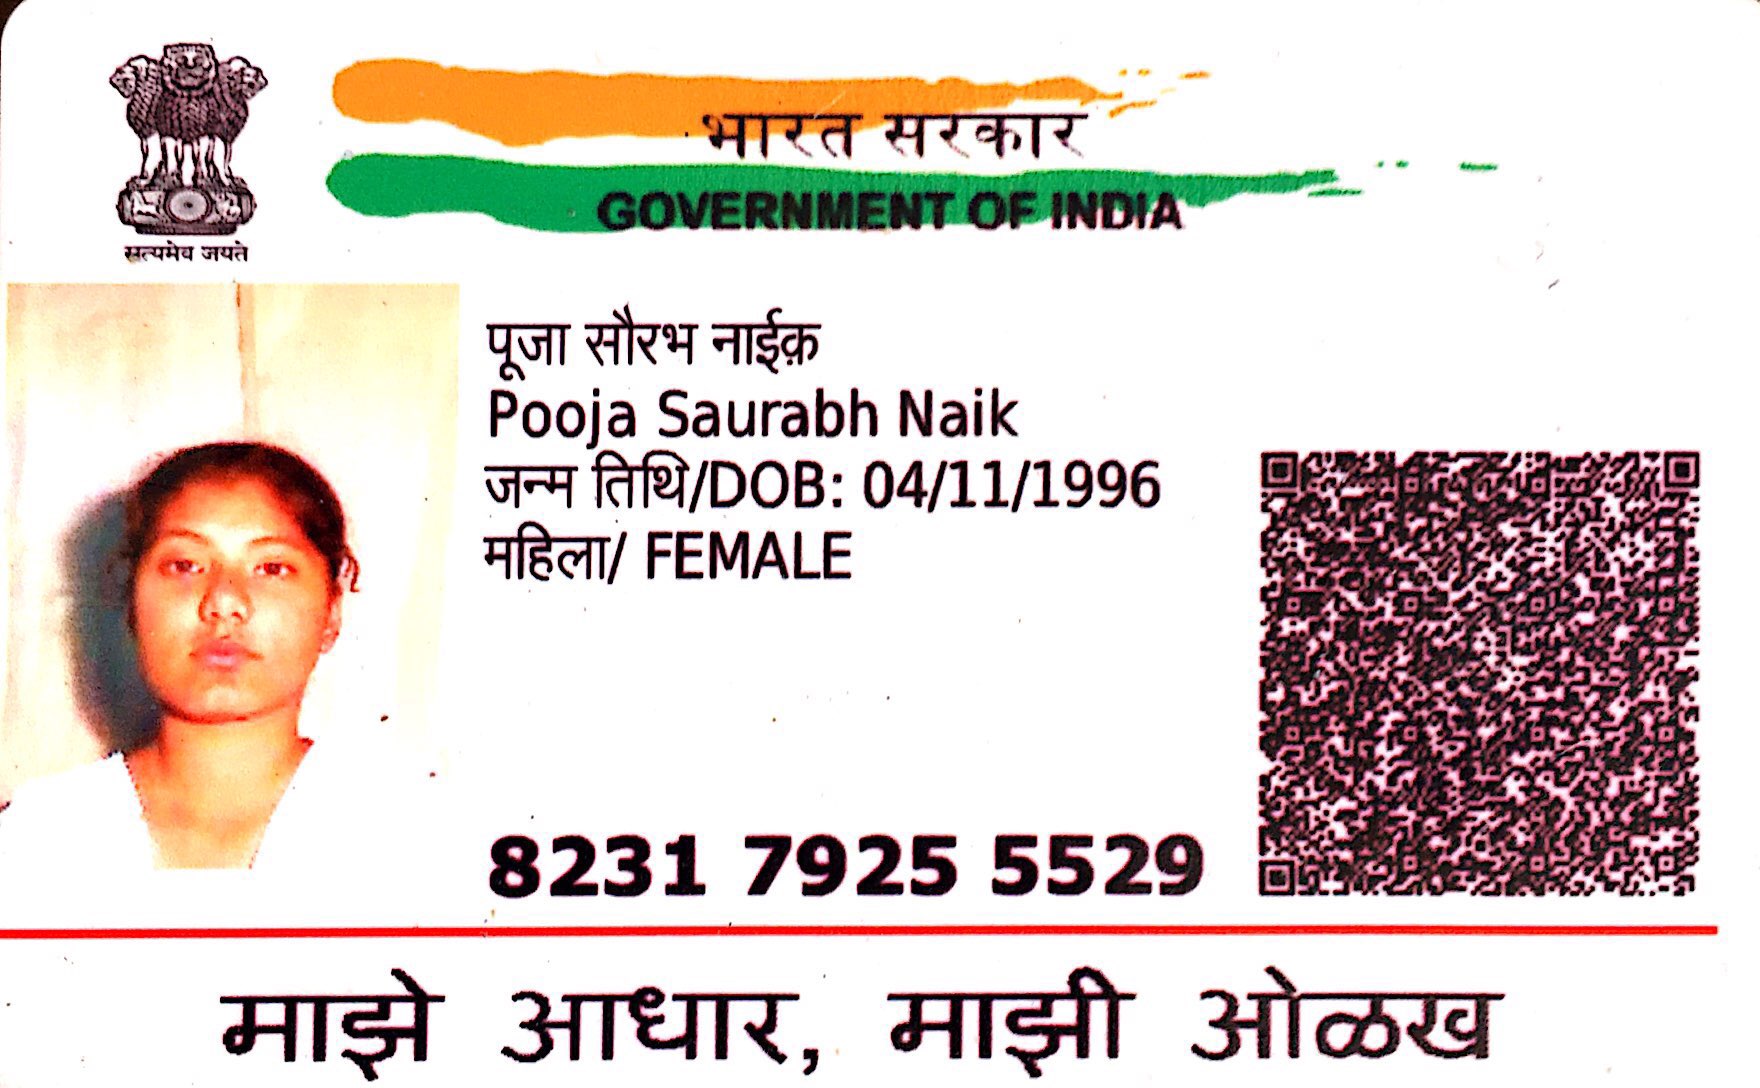 भारत सरकार
GOVERNMENT OF INDIA
सत्यमेव जयते
पूजा सौरभ नाईक़
Pooja Saurabh Naik
जन्म तिथि/DOB: 04/11/1996
महिला/ FEMALE
8231 7925 5529
माझे आधार, माझी ओळख